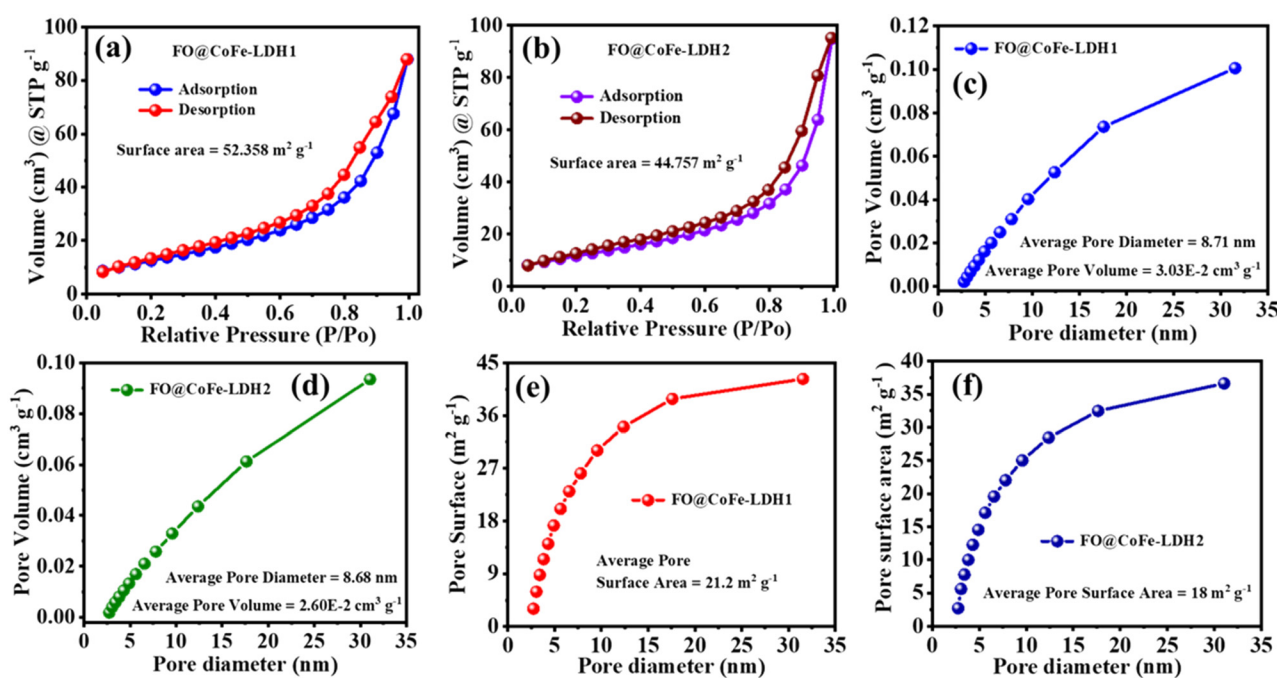 (a)
FO@CoFe-LDH1
Adsorption
Desorption
Surface area = 52.358 m² g⁻¹
Volume (cm³) @ STP g⁻¹
100
80
60
40
20
0
0.0 0.2 0.4 0.6 0.8 1.0
Relative Pressure (P/Po)
(b)
FO@CoFe-LDH2
Adsorption
Desorption
Surface area = 44.757 m² g⁻¹
Volume (cm³) @ STP g⁻¹
100
80
60
40
20
0
0.0 0.2 0.4 0.6 0.8 1.0
Relative Pressure (P/Po)
FO@CoFe-LDH1
(c)
Average Pore Diameter = 8.71 nm
Average Pore Volume = 3.03E-2 cm³ g⁻¹
Pore Volume (cm³ g⁻¹)
0.12
0.10
0.08
0.06
0.04
0.02
0.00
0 5 10 15 20 25 30 35
Pore diameter (nm)
FO@CoFe-LDH2
(d)
Average Pore Diameter = 8.68 nm
Average Pore Volume = 2.60E-2 cm³ g⁻¹
Pore Volume (cm³ g⁻¹)
0.10
0.08
0.06
0.04
0.02
0.00
0 5 10 15 20 25 30 35
Pore diameter (nm)
(e)
FO@CoFe-LDH1
Average Pore
Surface Area = 21.2 m² g⁻¹
Pore Surface (m² g⁻¹)
45
36
27
18
9
0
0 5 10 15 20 25 30 35
Pore diameter (nm)
(f)
FO@CoFe-LDH2
Average Pore Surface Area = 18 m² g⁻¹
Pore surface area (m² g⁻¹)
40
35
30
25
20
15
10
5
0
0 5 10 15 20 25 30 35
Pore diameter (nm)